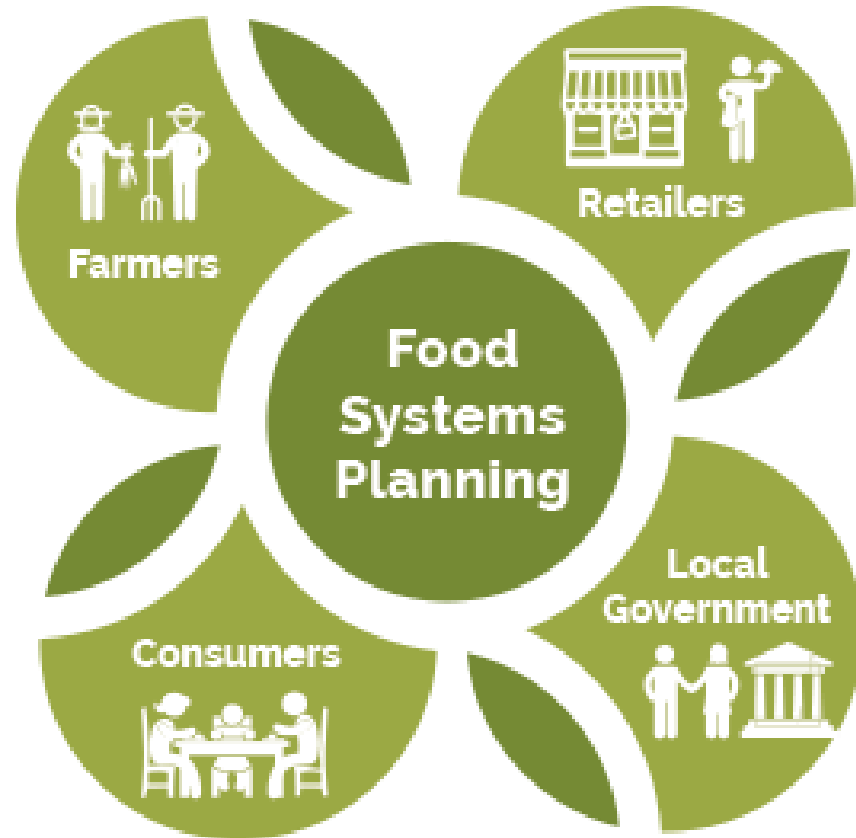 Retailers
Farmers
Food
Systems
Planning
Local
Government
Consumers